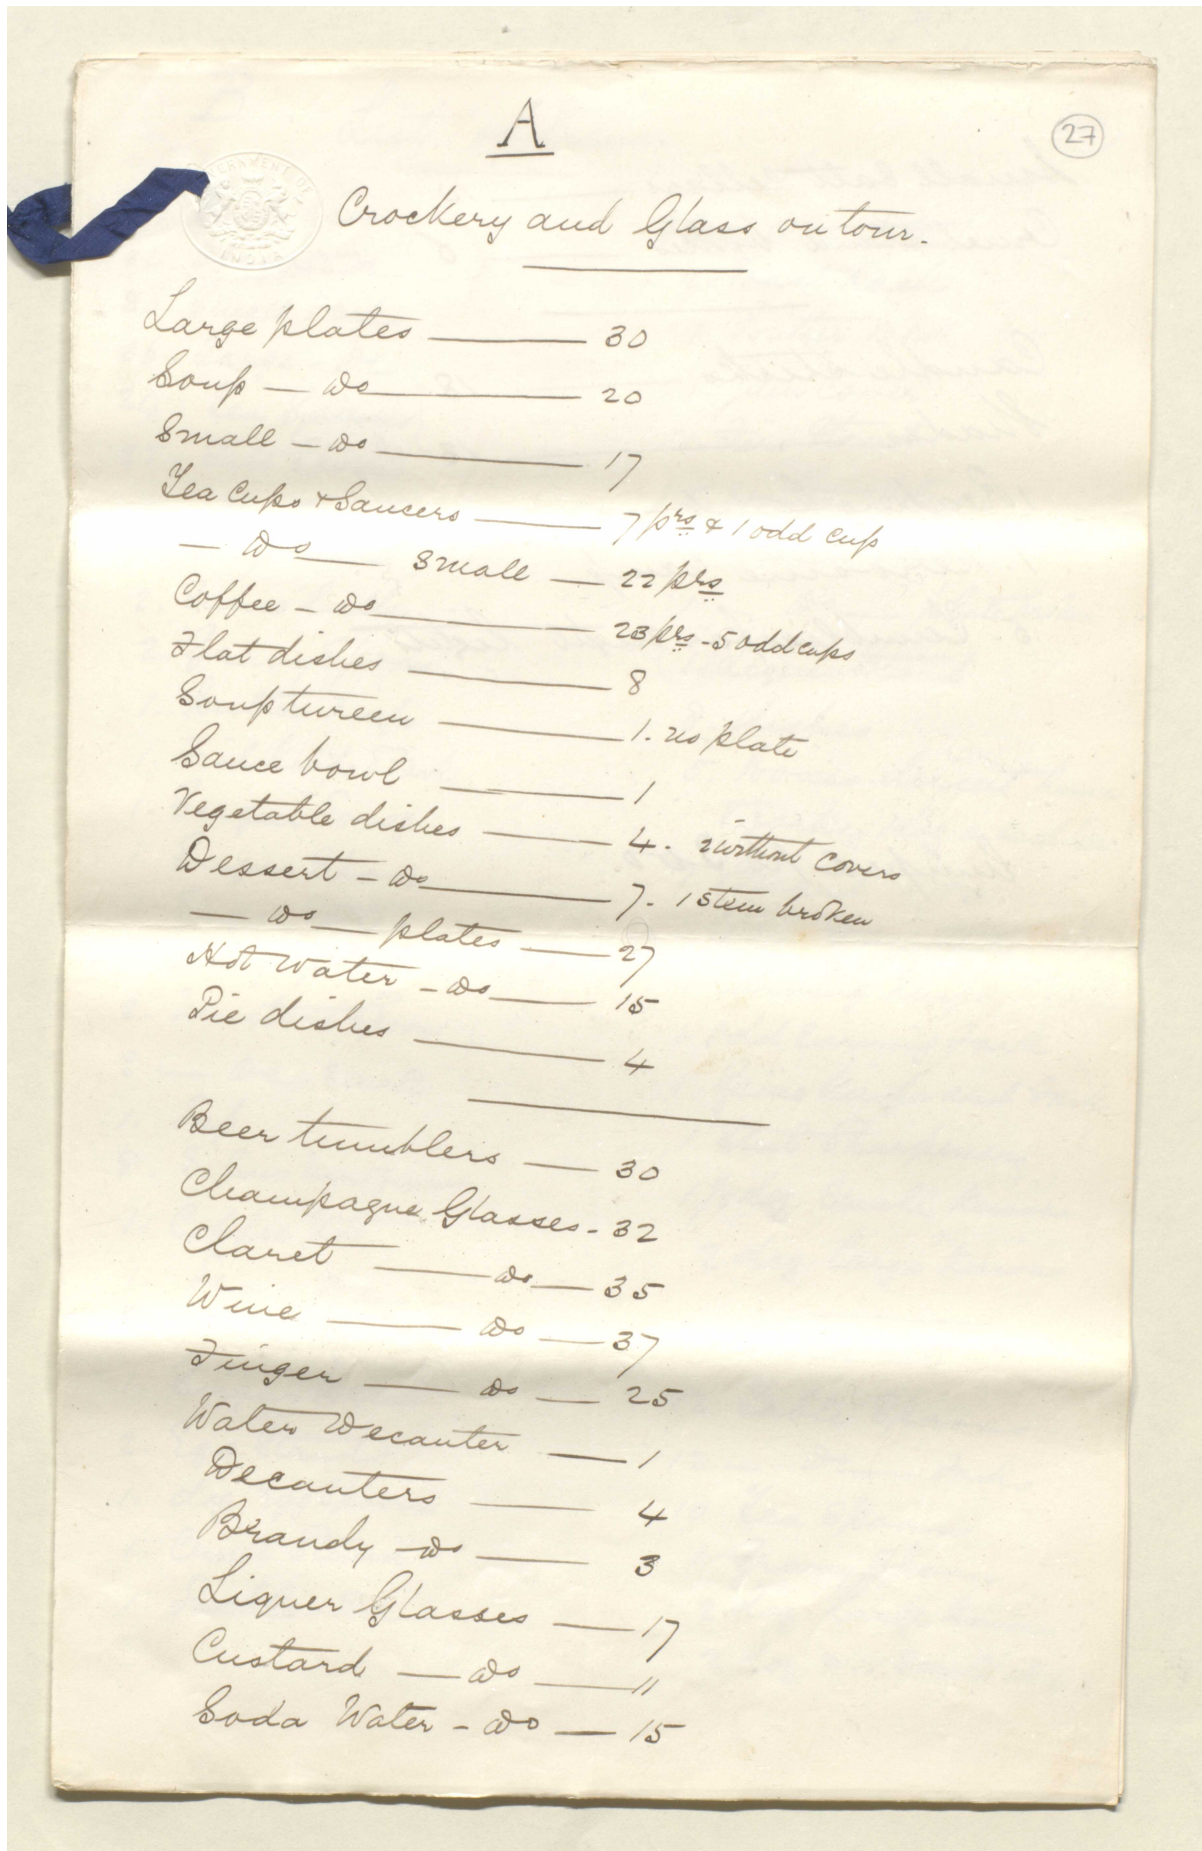 A
27
GOVERNMENT OF
INDIA
Crockery and Glass on tour.
Large plates — 30
Soup — do — 20
Small — do — 17
Tea Cups & Saucers — 7 prs & 1 odd cup
— do — small — 22 prs
Coffee — do — 23 prs - 5 odd cups
Flat dishes — 8
Soup tureen — 1. no plate
Sauce bowl — 1
Vegetable dishes — 4. without covers
Dessert — do — 7. 1 stem broken
— do — plates — 27
Hot water — do — 15
Pie dishes — 4
Beer tumblers — 30
Champagne Glasses - 32
Claret — do — 35
Wine — do — 37
Finger — do — 25
Water Decanter — 1
Decanters — 4
Brandy — do — 3
Liquer Glasses — 17
Custard — do — 11
Soda Water - do — 15